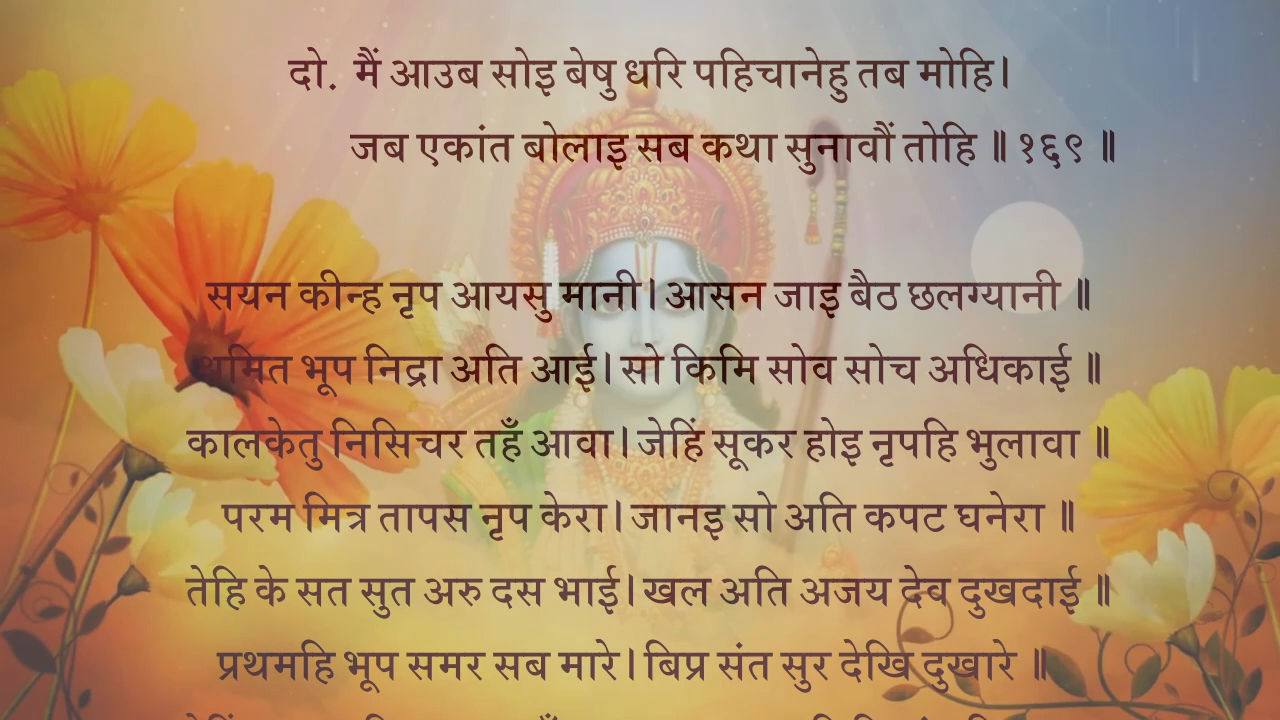 दो. मैं आउब सोइ बेषु धरि पहिचानेहु तब मोहि।
जब एकांत बोलाइ सब कथा सुनावौं तोहि ॥ १६९ ॥
सयन कीन्ह नृप आयसु मानी। आसन जाइ बैठ छलग्यानी ॥
श्रमित भूप निद्रा अति आई। सो किमि सोव सोच अधिकाई ॥
कालकेतु निसिचर तहँ आवा। जेहिं सूकर होइ नृपहि भुलावा ॥
परम मित्र तापस नृप केरा। जानइ सो अति कपट घनेरा ॥
तेहि के सत सुत अरु दस भाई। खल अति अजय देव दुखदाई ॥
प्रथमहि भूप समर सब मारे। बिप्र संत सुर देखि दुखारे ॥